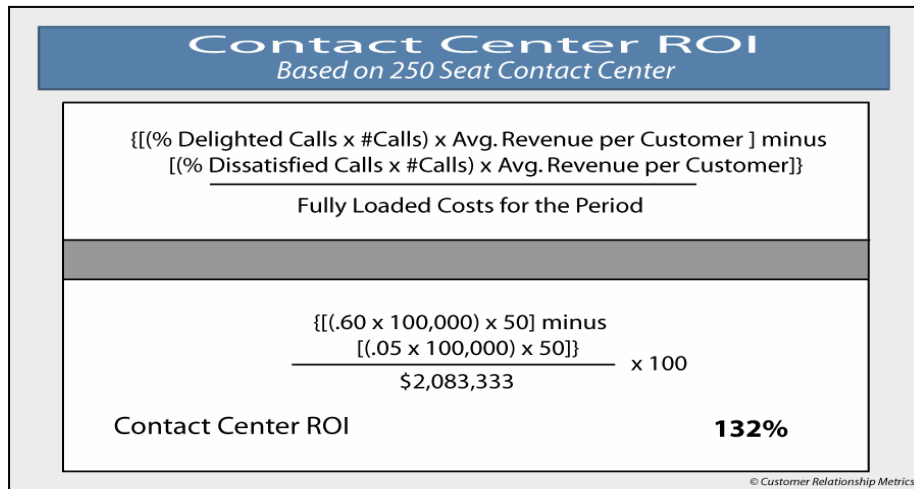 Contact Center ROI
Based on 250 Seat Contact Center
{[(% Delighted Calls x #Calls) x Avg. Revenue per Customer ] minus
[(% Dissatisfied Calls x #Calls) x Avg. Revenue per Customer]}
Fully Loaded Costs for the Period
{[(.60 x 100,000) x 50] minus
[(.05 x 100,000) x 50]}
x 100
$2,083,333
Contact Center ROI 132%
© Customer Relationship Metrics